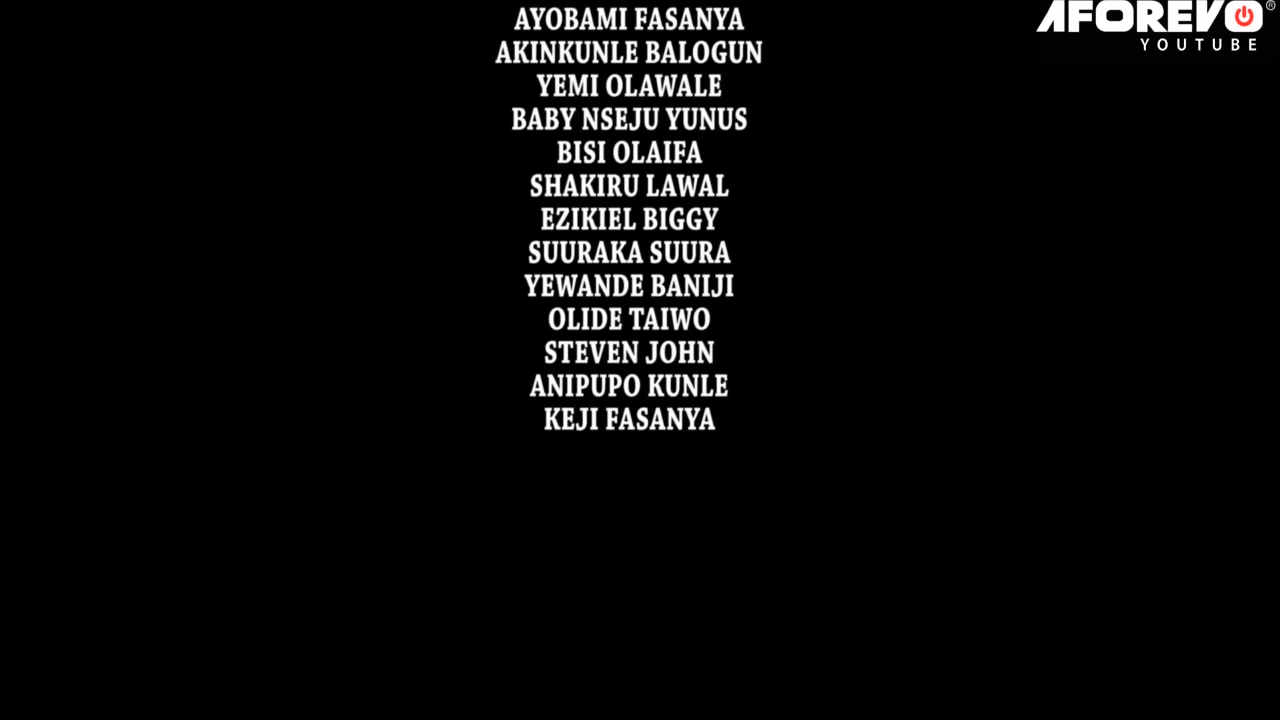 AYOBAMI FASANYA
AKINKUNLE BALOGUN
YEMI OLAWALE
BABY NSEJU YUNUS
BISI OLAIFA
SHAKIRU LAWAL
EZIKIEL BIGGY
SUURAKA SUURA
YEWANDE BANIJI
OLIDE TAIWO
STEVEN JOHN
ANIPUPO KUNLE
KEJI FASANYA
AFOREVO®
YOUTUBE